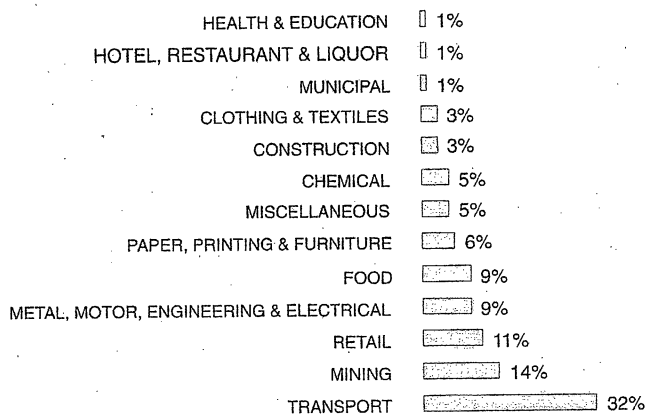 HEALTH & EDUCATION 1%
HOTEL, RESTAURANT & LIQUOR 1%
MUNICIPAL 1%
CLOTHING & TEXTILES 3%
CONSTRUCTION 3%
CHEMICAL 5%
MISCELLANEOUS 5%
PAPER, PRINTING & FURNITURE 6%
FOOD 9%
METAL, MOTOR, ENGINEERING & ELECTRICAL 9%
RETAIL 11%
MINING 14%
TRANSPORT 32%